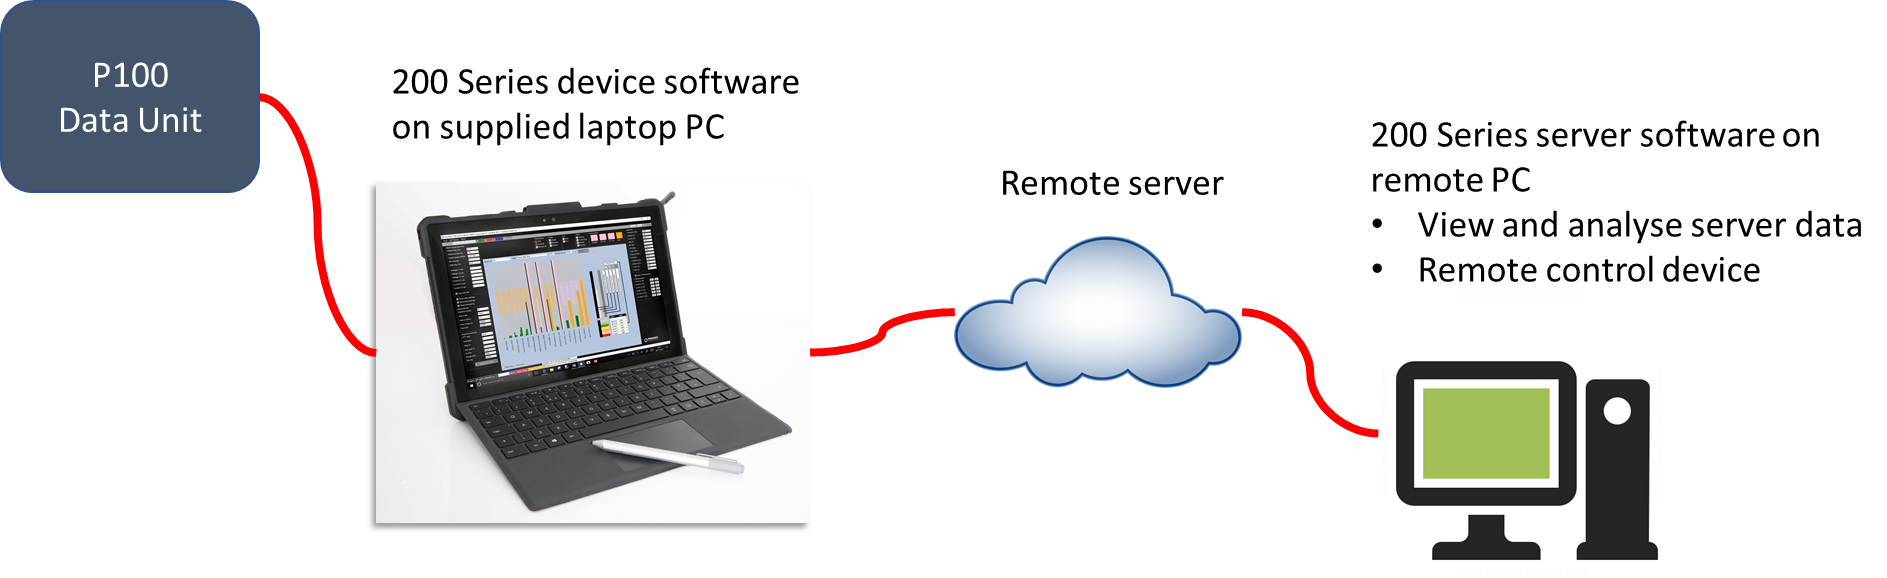 P100
Data Unit
200 Series device software
on supplied laptop PC
Remote server
200 Series server software on
remote PC
• View and analyse server data
• Remote control device